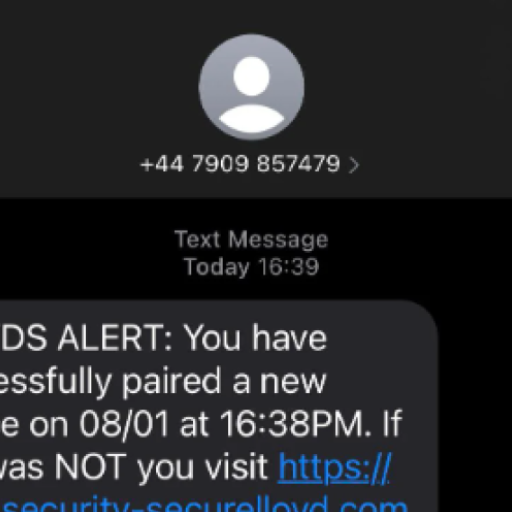 +44 7909 857479
Text Message
Today 16:39
DS ALERT: You have
essfully paired a new
e on 08/01 at 16:38PM. If
was NOT you visit https://
security-securelloyd.com